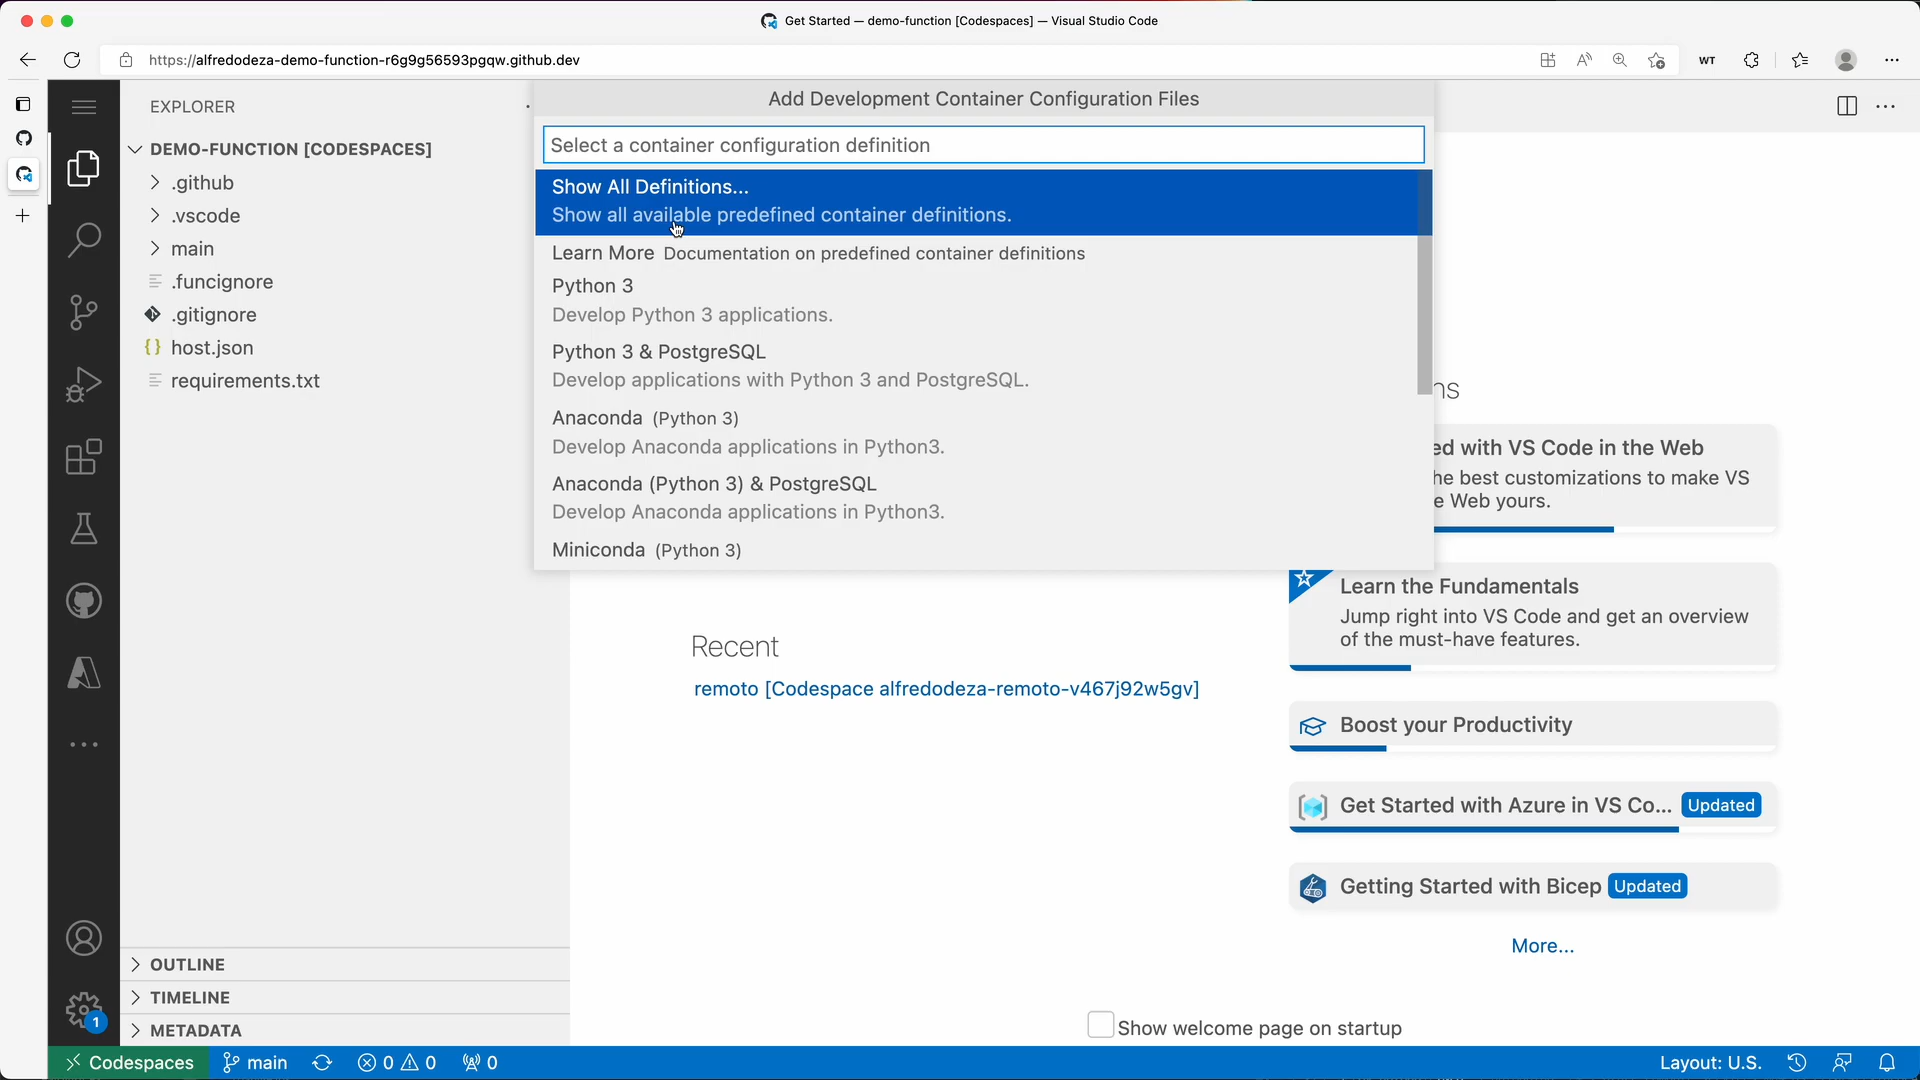 Get Started — demo-function [Codespaces] — Visual Studio Code
https://alfredodeza-demo-function-r6g9g56593pgqw.github.dev
WT
EXPLORER
DEMO-FUNCTION [CODESPACES]
.github
.vscode
main
.funcignore
.gitignore
host.json
requirements.txt
OUTLINE
TIMELINE
METADATA
1
Add Development Container Configuration Files
Select a container configuration definition
Show All Definitions...
Show all available predefined container definitions.
Learn More Documentation on predefined container definitions
Python 3
Develop Python 3 applications.
Python 3 & PostgreSQL
Develop applications with Python 3 and PostgreSQL.
Anaconda (Python 3)
Develop Anaconda applications in Python3.
Anaconda (Python 3) & PostgreSQL
Develop Anaconda applications in Python3.
Miniconda (Python 3)
Recent
remoto [Codespace alfredodeza-remoto-v467j92w5gv]
ns
ed with VS Code in the Web
he best customizations to make VS
e Web yours.
Learn the Fundamentals
Jump right into VS Code and get an overview
of the must-have features.
Boost your Productivity
Get Started with Azure in VS Co... Updated
Getting Started with Bicep Updated
More...
Show welcome page on startup
Codespaces main 0 0 0 Layout: U.S.